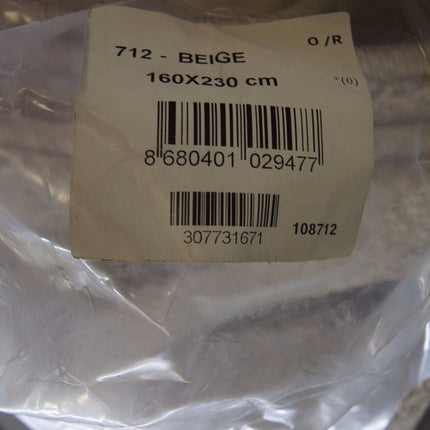 O /R
712 - BEIGE
160X230 cm
*(0)
8 680401 029477
307731671
108712